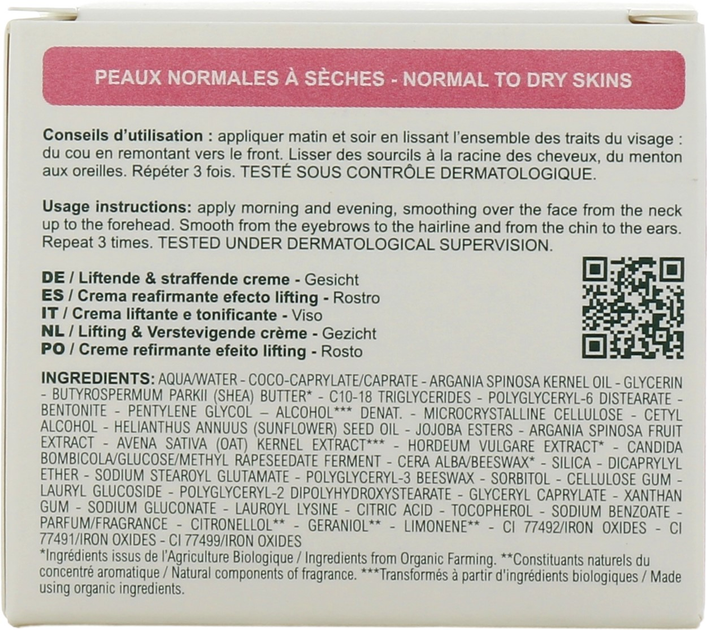 PEAUX NORMALES À SÈCHES - NORMAL TO DRY SKINS
Conseils d'utilisation : appliquer matin et soir en lissant l'ensemble des traits du visage :
du cou en remontant vers le front. Lisser des sourcils à la racine des cheveux, du menton
aux oreilles. Répéter 3 fois. TESTÉ SOUS CONTRÔLE DERMATOLOGIQUE.
Usage instructions: apply morning and evening, smoothing over the face from the neck
up to the forehead. Smooth from the eyebrows to the hairline and from the chin to the ears.
Repeat 3 times. TESTED UNDER DERMATOLOGICAL SUPERVISION.
DE / Liftende & straffende creme - Gesicht
ES / Crema reafirmante efecto lifting - Rostro
IT / Crema liftante e tonificante - Viso
NL / Lifting & Verstevigende crème - Gezicht
PO / Creme refirmante efeito lifting - Rosto
INGREDIENTS: AQUA/WATER - COCO-CAPRYLATE/CAPRATE - ARGANIA SPINOSA KERNEL OIL - GLYCERIN
- BUTYROSPERMUM PARKII (SHEA) BUTTER* - C10-18 TRIGLYCERIDES - POLYGLYCERYL-6 DISTEARATE -
BENTONITE - PENTYLENE GLYCOL – ALCOHOL*** DENAT. - MICROCRYSTALLINE CELLULOSE - CETYL
ALCOHOL - HELIANTHUS ANNUUS (SUNFLOWER) SEED OIL - JOJOBA ESTERS - ARGANIA SPINOSA FRUIT
EXTRACT - AVENA SATIVA (OAT) KERNEL EXTRACT*** - HORDEUM VULGARE EXTRACT* - CANDIDA
BOMBICOLA/GLUCOSE/METHYL RAPESEEDATE FERMENT - CERA ALBA/BEESWAX* - SILICA - DICAPRYLYL
ETHER - SODIUM STEAROYL GLUTAMATE - POLYGLYCERYL-3 BEESWAX - SORBITOL - CELLULOSE GUM -
LAURYL GLUCOSIDE - POLYGLYCERYL-2 DIPOLYHYDROXYSTEARATE - GLYCERYL CAPRYLATE - XANTHAN
GUM - SODIUM GLUCONATE - LAUROYL LYSINE - CITRIC ACID - TOCOPHEROL - SODIUM BENZOATE -
PARFUM/FRAGRANCE - CITRONELLOL** - GERANIOL** - LIMONENE** - CI 77492/IRON OXIDES - CI
77491/IRON OXIDES - CI 77499/IRON OXIDES
*Ingrédients issus de l'Agriculture Biologique / Ingredients from Organic Farming. **Constituants naturels du
concentré aromatique / Natural components of fragrance. ***Transformés à partir d'ingrédients biologiques / Made
using organic ingredients.